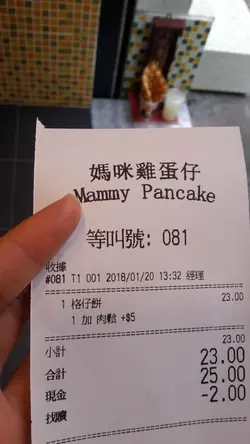 媽咪雞蛋仔
Mammy Pancake
等叫號: 081
收據
#081 T1 001 2018/01/20 13:32 經理
1 格仔餅 23.00
1 加 肉鬆 +$5
23.00
小計 23.00
合計 25.00
現金 -2.00
找續